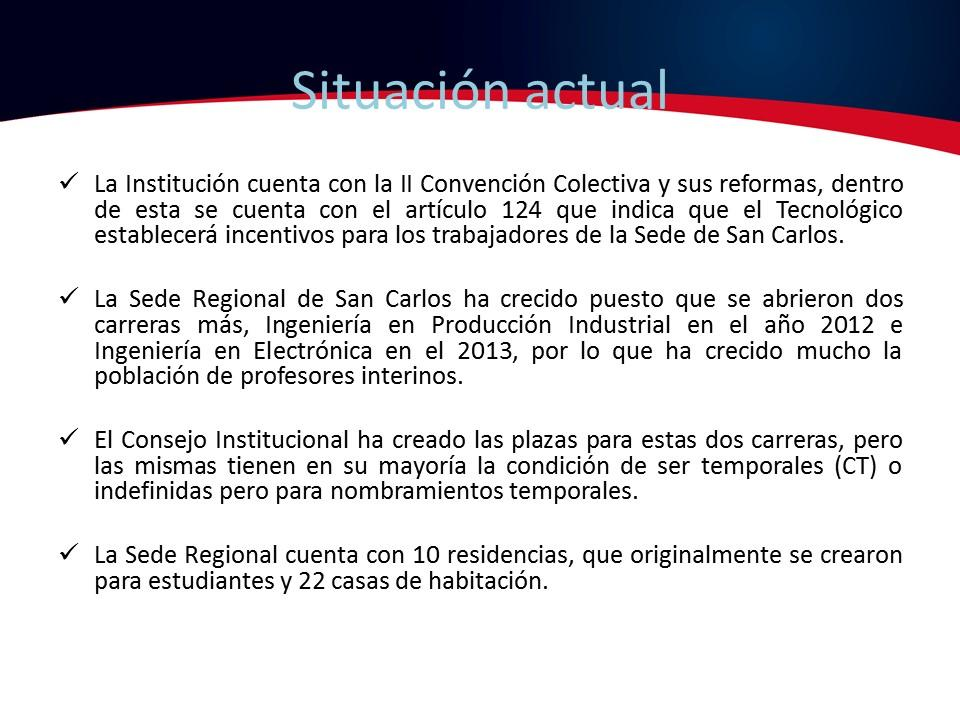 Situación actual
✓ La Institución cuenta con la II Convención Colectiva y sus reformas, dentro
de esta se cuenta con el artículo 124 que indica que el Tecnológico
establecerá incentivos para los trabajadores de la Sede de San Carlos.
✓ La Sede Regional de San Carlos ha crecido puesto que se abrieron dos
carreras más, Ingeniería en Producción Industrial en el año 2012 e
Ingeniería en Electrónica en el 2013, por lo que ha crecido mucho la
población de profesores interinos.
✓ El Consejo Institucional ha creado las plazas para estas dos carreras, pero
las mismas tienen en su mayoría la condición de ser temporales (CT) o
indefinidas pero para nombramientos temporales.
✓ La Sede Regional cuenta con 10 residencias, que originalmente se crearon
para estudiantes y 22 casas de habitación.